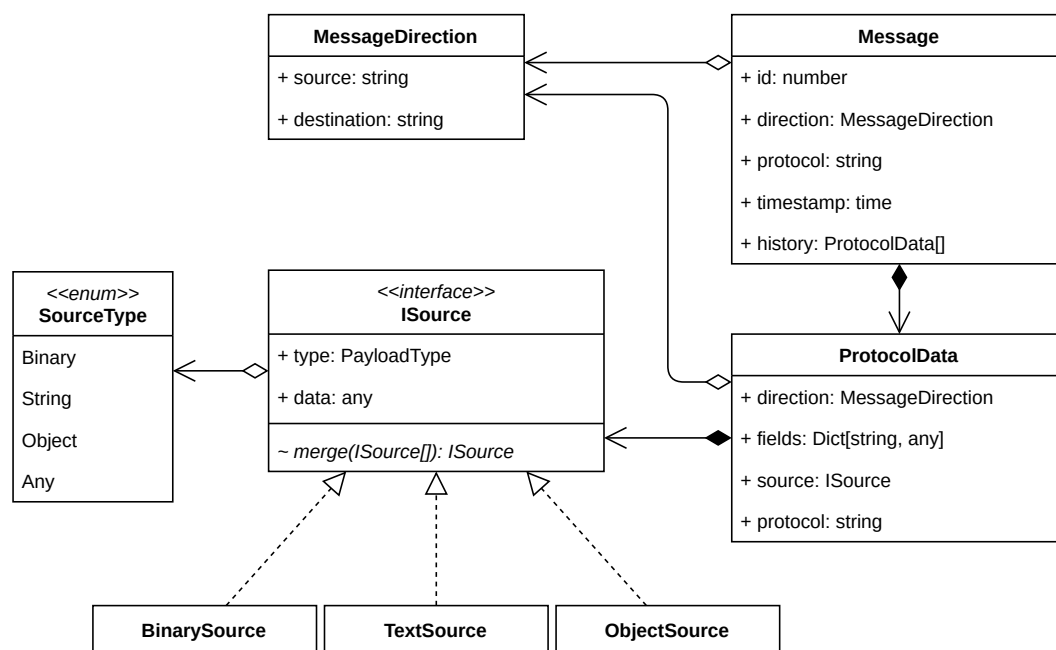 MessageDirection
+ source: string
+ destination: string
Message
+ id: number
+ direction: MessageDirection
+ protocol: string
+ timestamp: time
+ history: ProtocolData[]
<<enum>>
SourceType
Binary
String
Object
Any
<<interface>>
ISource
+ type: PayloadType
+ data: any
~ merge(ISource[]): ISource
ProtocolData
+ direction: MessageDirection
+ fields: Dict[string, any]
+ source: ISource
+ protocol: string
BinarySource
TextSource
ObjectSource